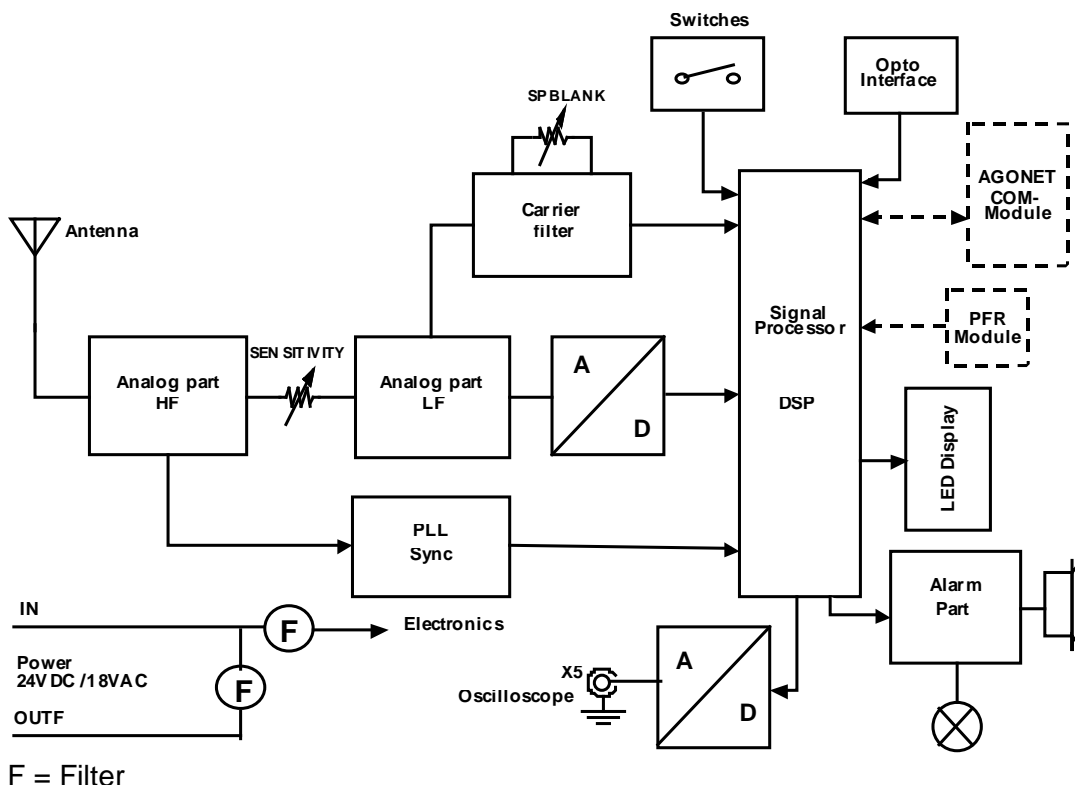 Switches
Opto
Interface
SPBLANK
AGONET
COM-
Module
Carrier
filter
Antenna
Signal
Processor
DSP
PFR
Module
SENSITIVITY
Analog part
HF
Analog part
LF
A
D
LED Display
PLL
Sync
Alarm
Part
IN
F
Electronics
Power
24VDC/18VAC
F
OUTF
X5
Oscilloscope
A
D
F = Filter